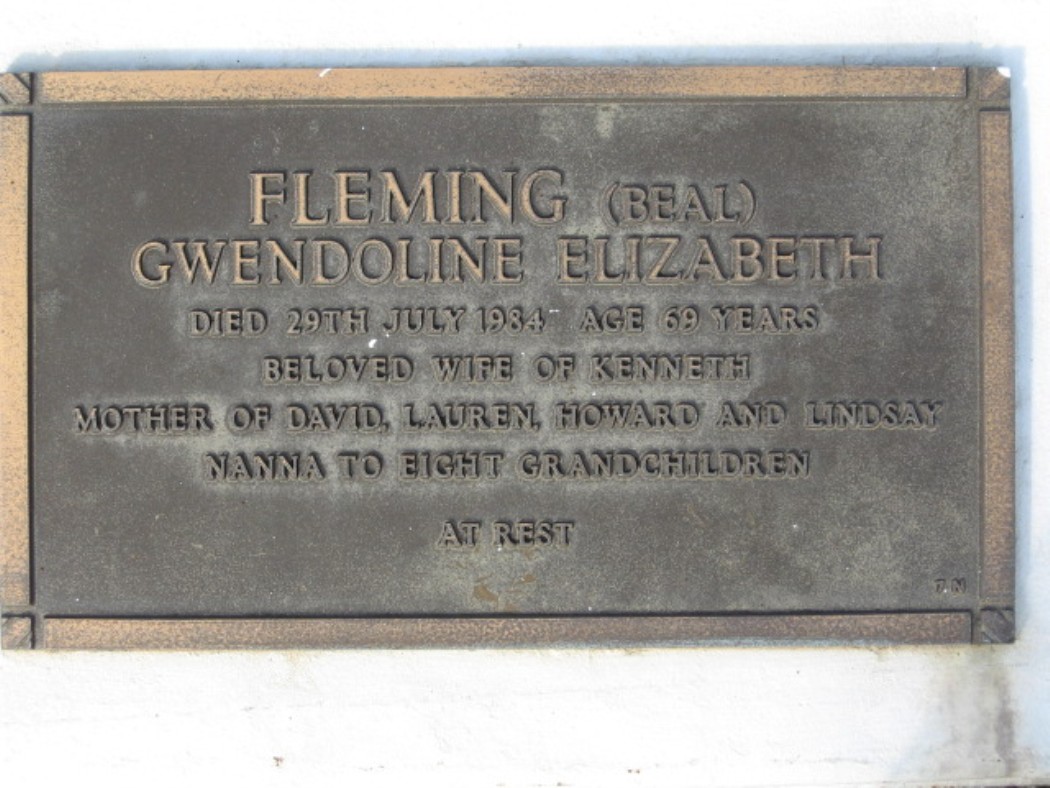 FLEMING (BEAL)
GWENDOLINE ELIZABETH
DIED 29TH JULY 1984 AGE 69 YEARS
BELOVED WIFE OF KENNETH
MOTHER OF DAVID, LAUREN, HOWARD AND LINDSAY
NANNA TO EIGHT GRANDCHILDREN
AT REST